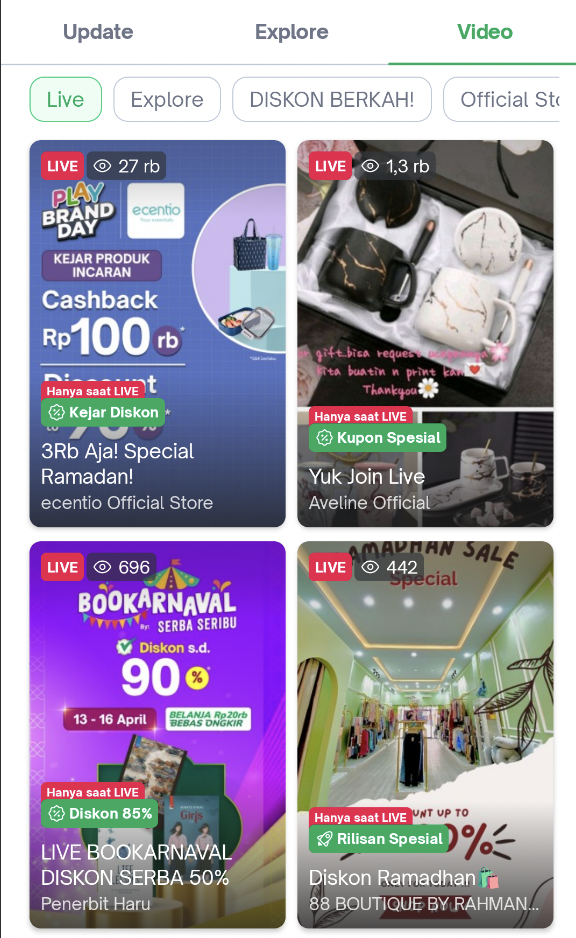 Update
Explore
Video
Live
Explore
DISKON BERKAH!
Official
LIVE
27 rb
PLAY
BRAND
DAY
ecentio
KEJAR PRODUK
INCARAN
Cashback
Rp100 rb*
Discount
Hanya saat LIVE
Kejar Diskon
3Rb Aja! Special
Ramadan!
ecentio Official Store
LIVE
1,3 rb
gift bisa request
kita buatin n print
Thankyou
Hanya saat LIVE
Kupon Spesial
Yuk Join Live
Aveline Official
LIVE
696
BOOKARNAVAL
By: SERBA SERIBU
Diskon s.d.
90%
13 - 16 April
BELANJA Rp20rb
BEBAS ONGKIR
Girls
Hanya saat LIVE
Diskon 85%
LIVE BOOKARNAVAL
DISKON SERBA 50%
Penerbit Haru
LIVE
442
SALE
Special
UNT UP TO
Hanya saat LIVE
Rilisan Spesial
0%
Diskon Ramadhan 🛍️
88 BOUTIQUE BY RAHMAN...